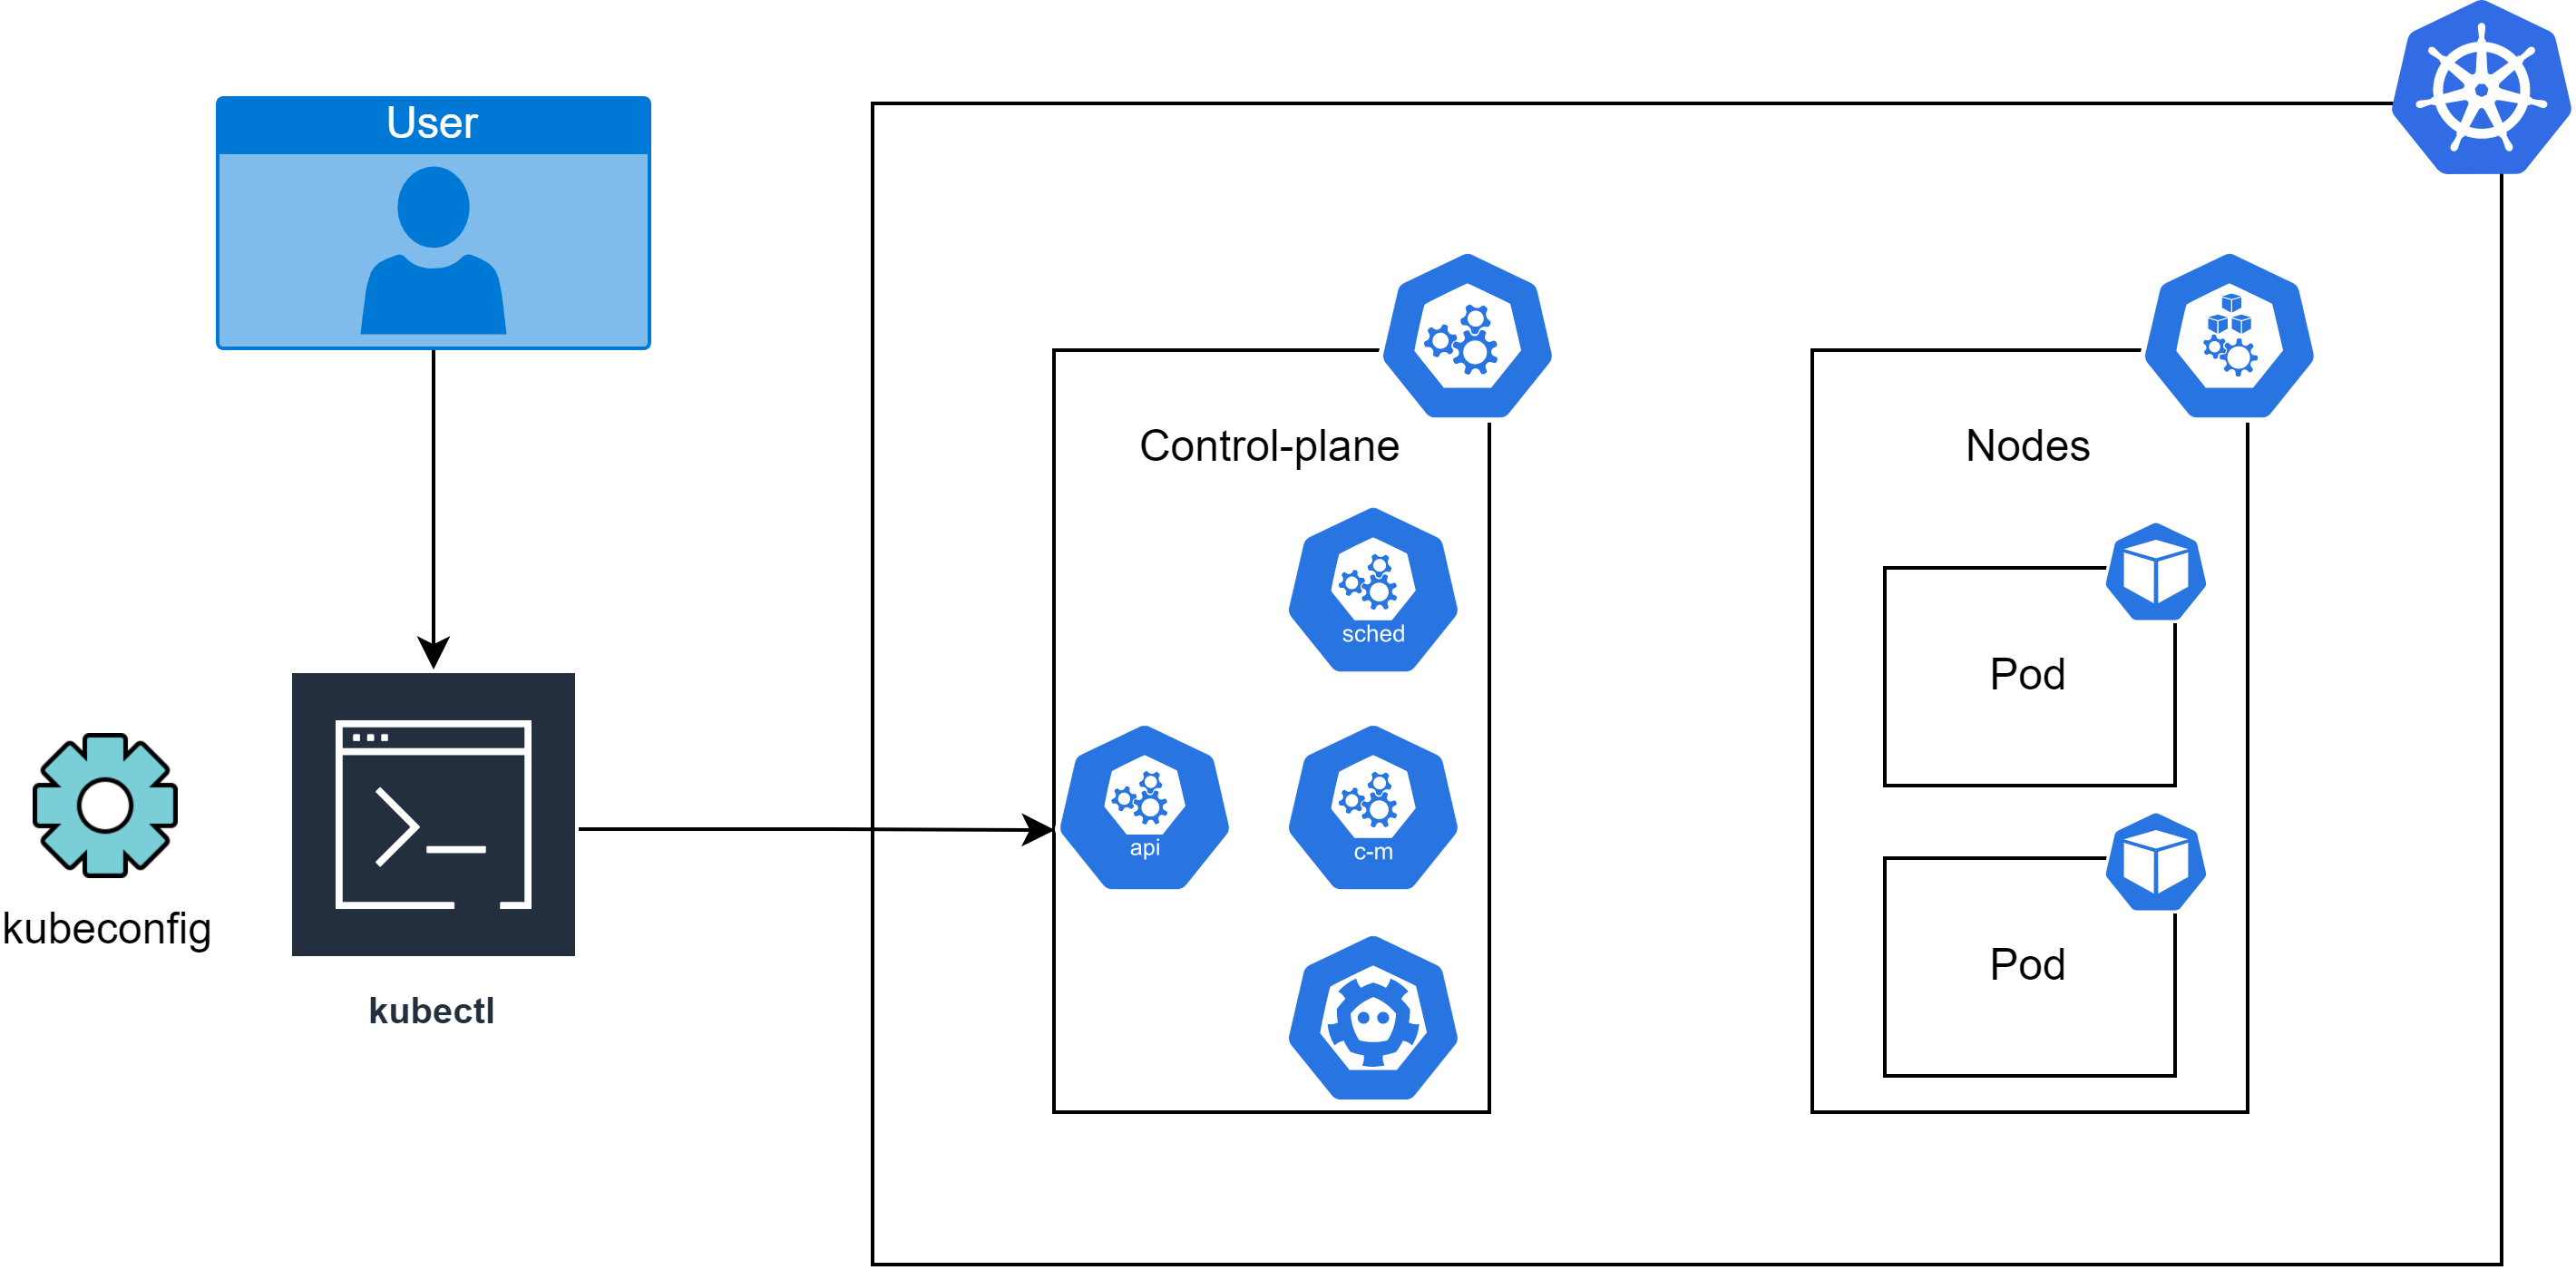 User
kubeconfig
kubectl
Control-plane
sched
api
c-m
Nodes
Pod
Pod